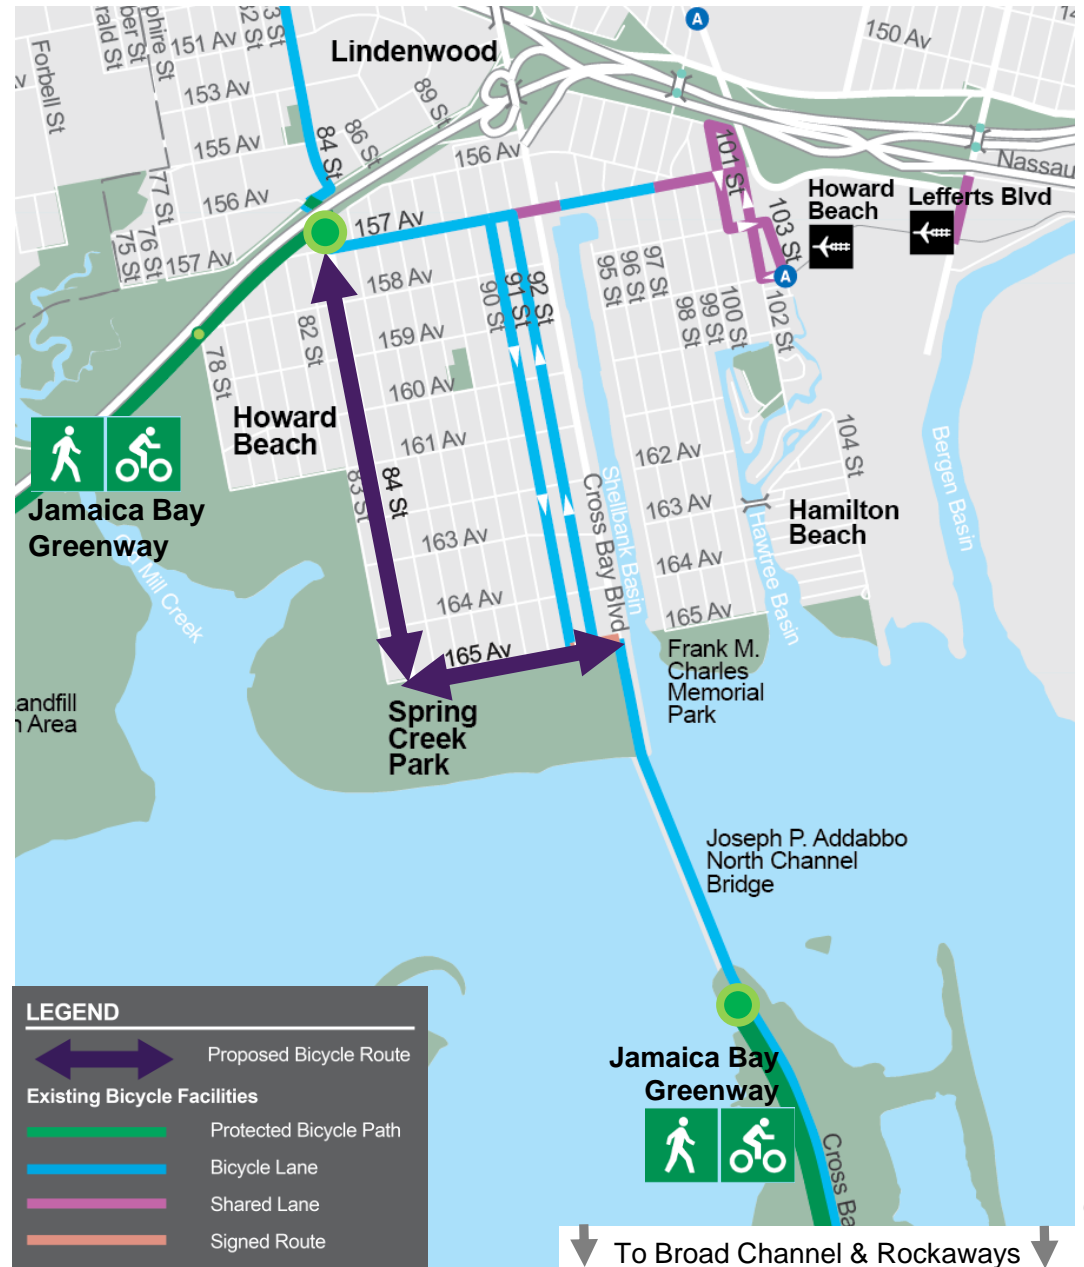 Forbell St
151 Av
153 Av
155 Av
156 Av
157 Av
77 St
76 St
75 St
Lindenwood
84 St
86 St
89 St
156 Av
A
150 Av
Nassau
101 St
103 St
102 St
A
Howard
Beach
Lefferts Blvd
157 Av
158 Av
159 Av
160 Av
161 Av
163 Av
164 Av
165 Av
78 St
82 St
83 St
84 St
90 St
91 St
92 St
95 St
96 St
97 St
98 St
99 St
100 St
104 St
Howard
Beach
Jamaica Bay
Greenway
Old Mill Creek
Cross Bay Blvd
Shellbank Basin
162 Av
163 Av
164 Av
165 Av
Hawtree Basin
Hamilton
Beach
Bergen Basin
Frank M.
Charles
Memorial
Park
Spring
Creek
Park
andfill
n Area
Joseph P. Addabbo
North Channel
Bridge
Jamaica Bay
Greenway
Cross Ba
To Broad Channel & Rockaways
LEGEND
Proposed Bicycle Route
Existing Bicycle Facilities
Protected Bicycle Path
Bicycle Lane
Shared Lane
Signed Route